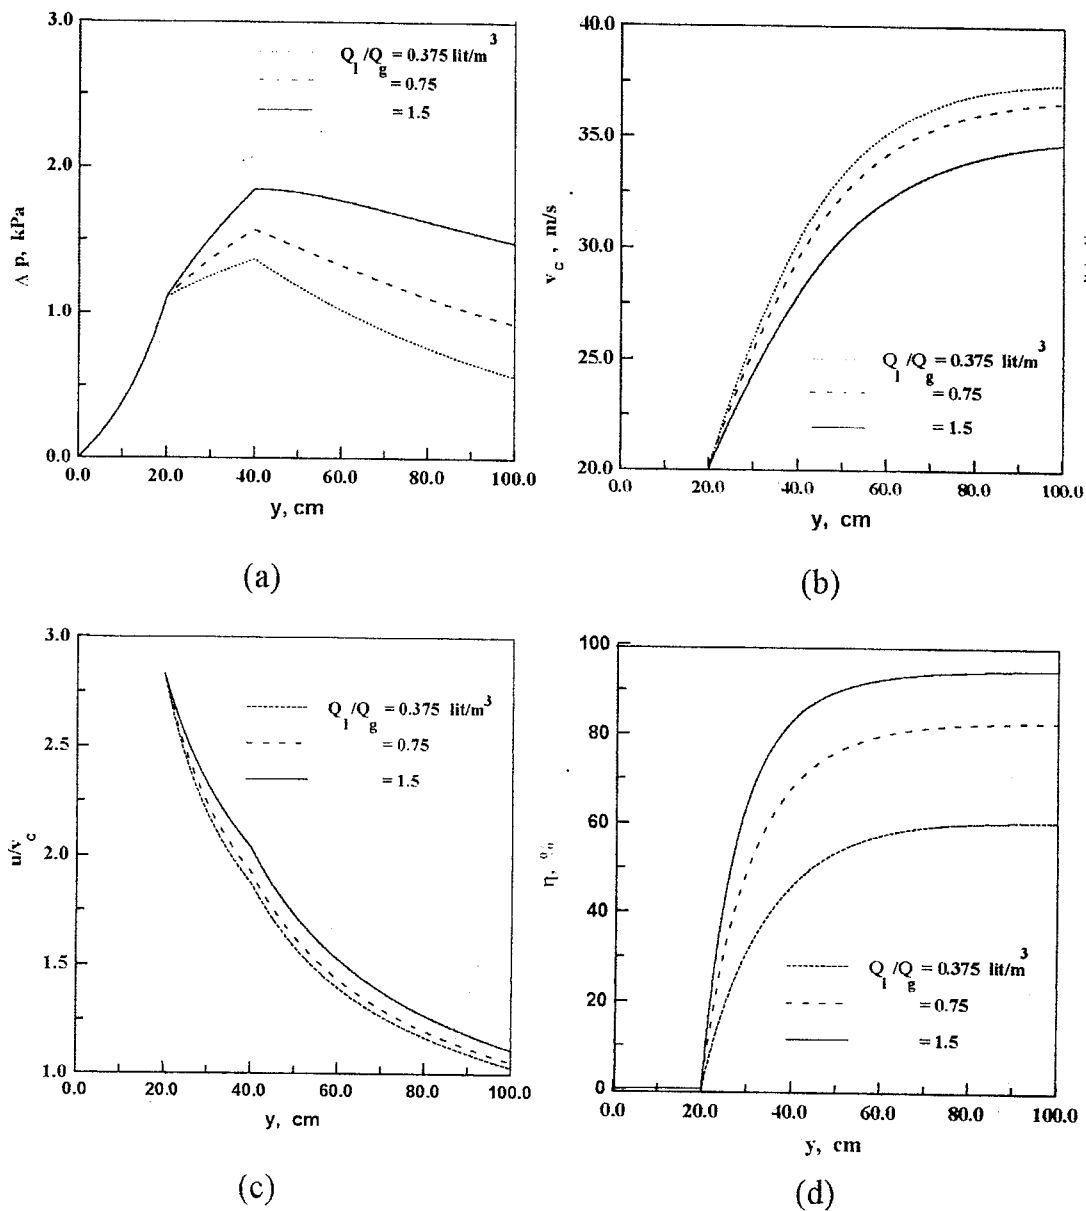 3.0
2.0
1.0
0.0
Δ p, kPa
Q_l/Q_g = 0.375 lit/m³
= 0.75
= 1.5
0.0 20.0 40.0 60.0 80.0 100.0
y, cm
(a)
40.0
35.0
30.0
25.0
20.0
v_c , m/s
Q_l/Q_g = 0.375 lit/m³
= 0.75
= 1.5
0.0 20.0 40.0 60.0 80.0 100.0
y, cm
(b)
3.0
2.5
2.0
1.5
1.0
u/v_c
Q_l/Q_g = 0.375 lit/m³
= 0.75
= 1.5
0.0 20.0 40.0 60.0 80.0 100.0
y, cm
(c)
100
80
60
40
20
0
η, %
Q_l/Q_g = 0.375 lit/m³
= 0.75
= 1.5
0.0 20.0 40.0 60.0 80.0 100.0
y, cm
(d)